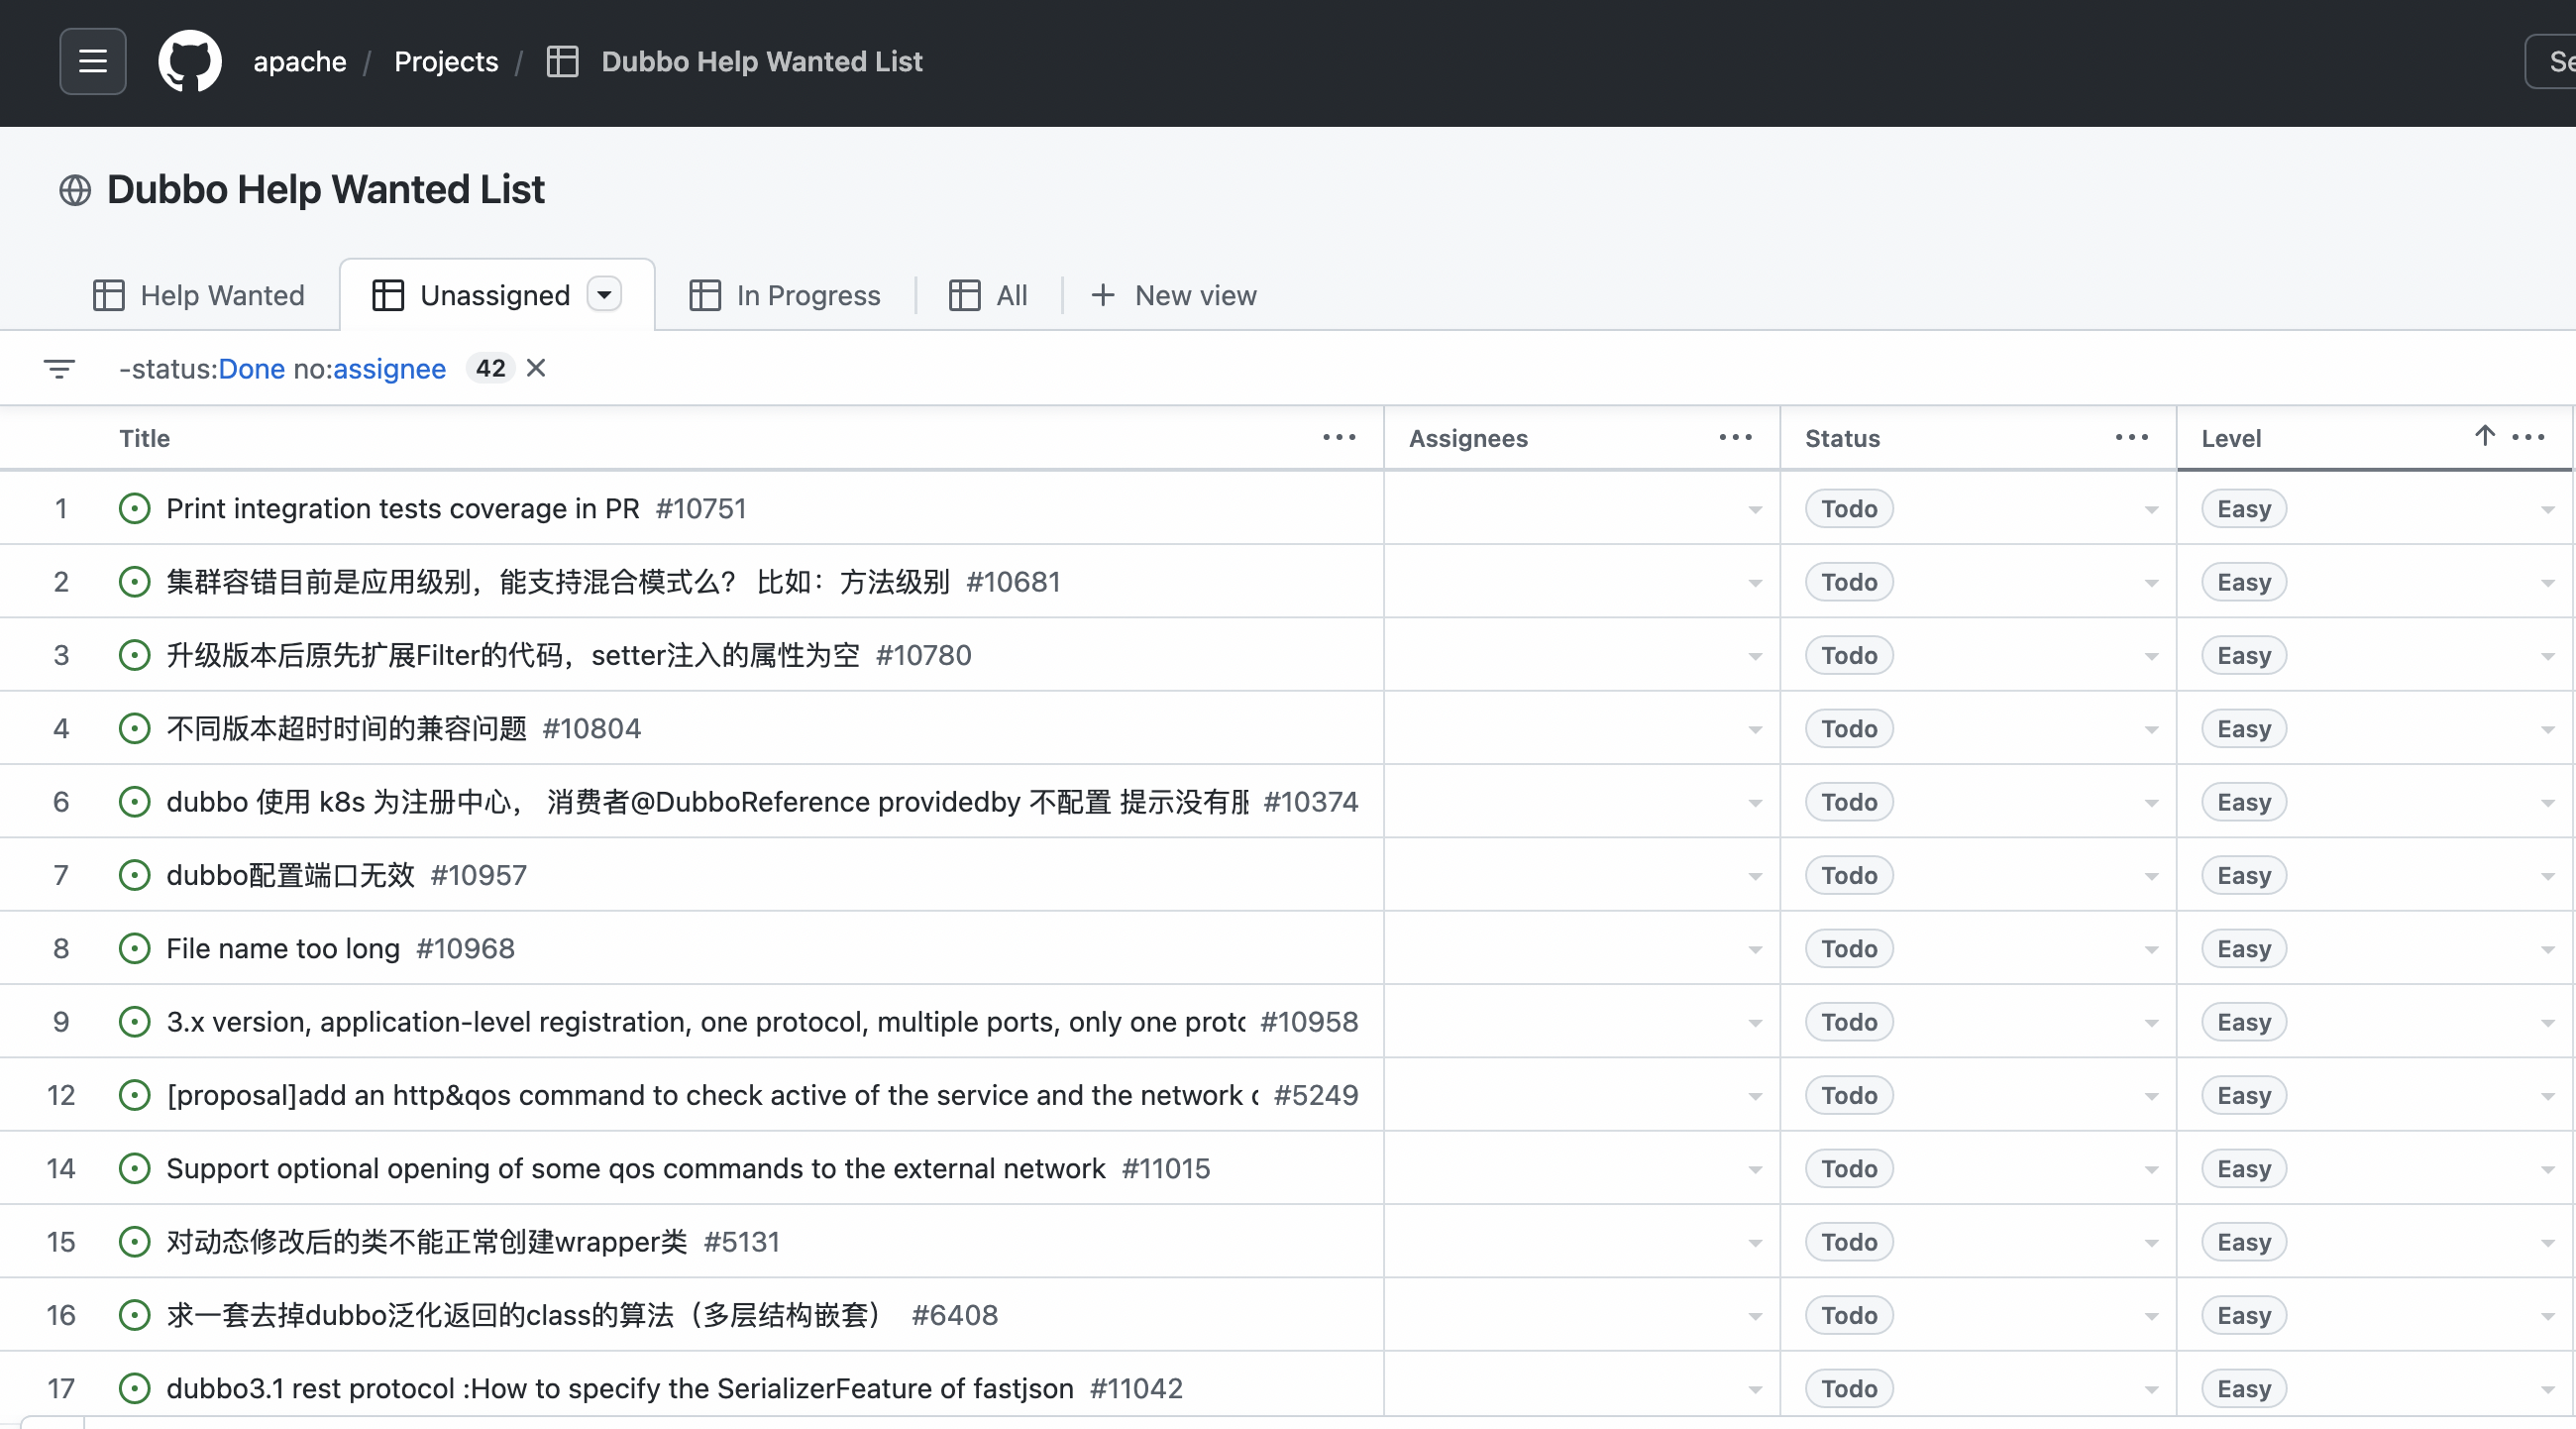 apache / Projects / Dubbo Help Wanted List
Dubbo Help Wanted List
Help Wanted Unassigned In Progress All + New view
-status:Done no:assignee 42
Title Assignees Status Level
1 Print integration tests coverage in PR #10751 Todo Easy
2 集群容错目前是应用级别，能支持混合模式么？ 比如：方法级别 #10681 Todo Easy
3 升级版本后原先扩展Filter的代码，setter注入的属性为空 #10780 Todo Easy
4 不同版本超时时间的兼容问题 #10804 Todo Easy
6 dubbo 使用 k8s 为注册中心， 消费者@DubboReference providedby 不配置 提示没有 #10374 Todo Easy
7 dubbo配置端口无效 #10957 Todo Easy
8 File name too long #10968 Todo Easy
9 3.x version, application-level registration, one protocol, multiple ports, only one #10958 Todo Easy
12 [proposal]add an http&qos command to check active of the service and the network #5249 Todo Easy
14 Support optional opening of some qos commands to the external network #11015 Todo Easy
15 对动态修改后的类不能正常创建wrapper类 #5131 Todo Easy
16 求一套去掉dubbo泛化返回的class的算法（多层结构嵌套） #6408 Todo Easy
17 dubbo3.1 rest protocol :How to specify the SerializerFeature of fastjson #11042 Todo Easy